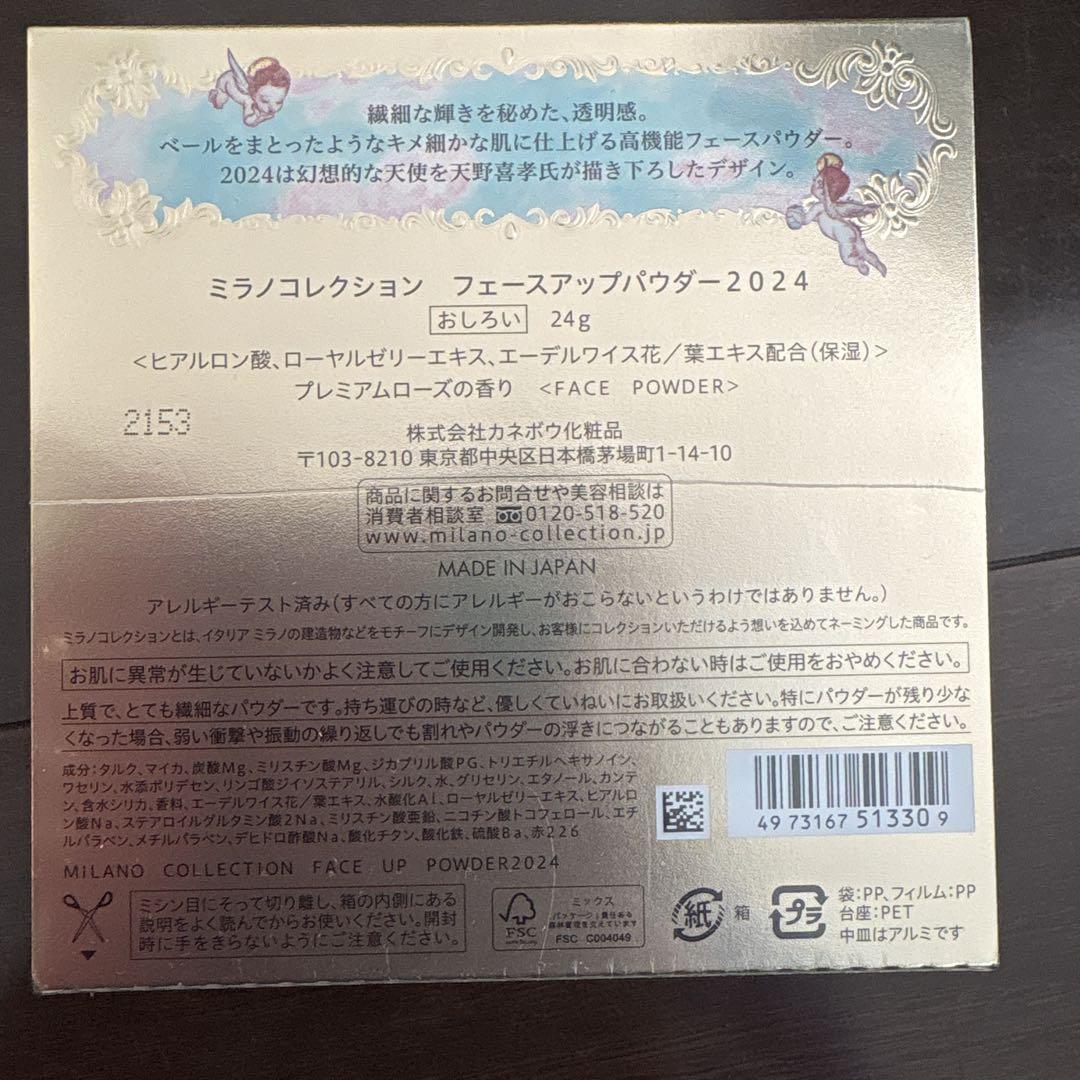 繊細な輝きを秘めた、透明感。
ベールをまとったようなキメ細かな肌に仕上げる高機能フェースパウダー。
2024は幻想的な天使を天野喜孝氏が描き下ろしたデザイン。
ミラノコレクション　フェースアップパウダー2024
おしろい 24g
<ヒアルロン酸、ローヤルゼリーエキス、エーデルワイス花／葉エキス配合(保湿)>
プレミアムローズの香り <FACE POWDER>
2153
株式会社カネボウ化粧品
〒103-8210 東京都中央区日本橋茅場町1-14-10
商品に関するお問合せや美容相談は
消費者相談室 0120-518-520
www.milano-collection.jp
MADE IN JAPAN
アレルギーテスト済み(すべての方にアレルギーがおこらないというわけではありません。)
ミラノコレクションとは、イタリア ミラノの建造物などをモチーフにデザイン開発し、お客様にコレクションいただけるよう想いを込めてネーミングした商品です。
お肌に異常が生じていないかよく注意してご使用ください。お肌に合わない時はご使用をおやめください。
上質で、とても繊細なパウダーです。持ち運びの時など、優しくていねいにお取扱いください。特にパウダーが残り少な
くなった場合、弱い衝撃や振動の繰り返しでも割れやパウダーの浮きにつながることもありますので、ご注意ください。
成分:タルク、マイカ、炭酸Mg、ミリスチン酸Mg、ジカプリル酸PG、トリエチルヘキサノイン、
ワセリン、水添ポリデセン、リンゴ酸ジイソステアリル、シルク、水、グリセリン、エタノール、カンテ
ン、含水シリカ、香料、エーデルワイス花／葉エキス、水酸化Al、ローヤルゼリーエキス、ヒアルロ
ン酸Na、ステアロイルグルタミン酸2Na、ミリスチン酸亜鉛、ニコチン酸トコフェロール、エチ
ルパラベン、メチルパラベン、デヒドロ酢酸Na、酸化チタン、酸化鉄、硫酸Ba、赤226
4973167513309
MILANO COLLECTION FACE UP POWDER2024
ミシン目にそって切り離し、箱の内側にある
説明をよく読んでからお使いください。開封
時に手をきらないようにご注意ください。
FSC
ミックス
パッケージ｜責任ある
森林管理を支えています
FSC C004049
紙 箱
プラ
袋:PP、フィルム:PP
台座:PET
中皿はアルミです